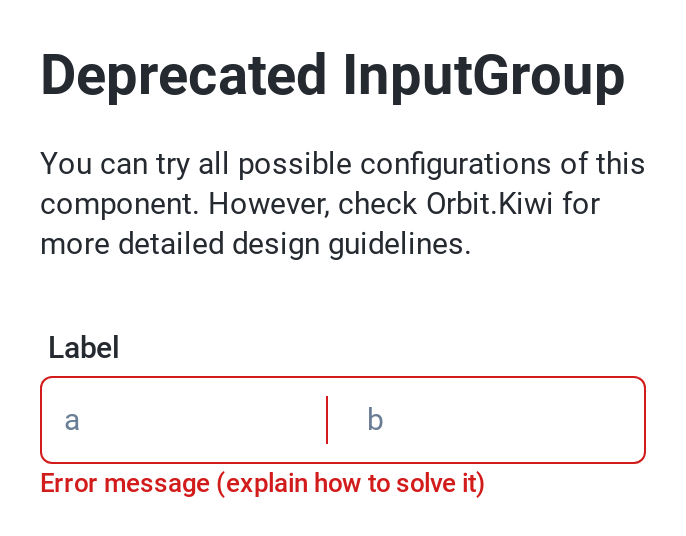 Deprecated InputGroup
You can try all possible configurations of this
component. However, check Orbit.Kiwi for
more detailed design guidelines.
Label
a b
Error message (explain how to solve it)